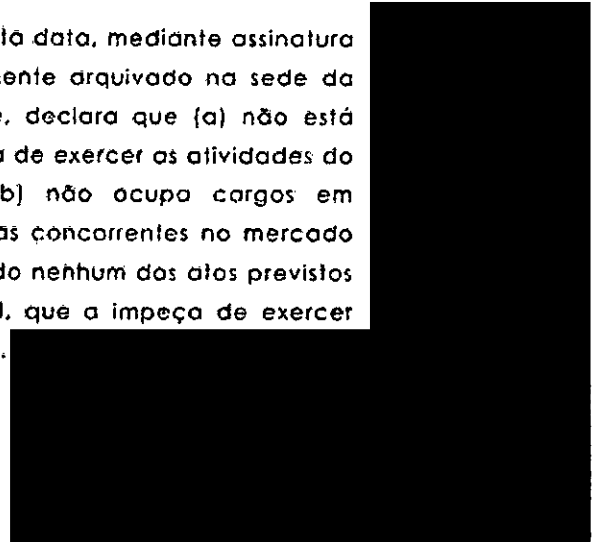 ta data, mediante assinatura
ente arquivado na sede da
, declara que (a) não está
de exercer as atividades do
b) não ocupa cargos em
as concorrentes no mercado
do nenhum dos atos previstos
, que a impeça de exercer